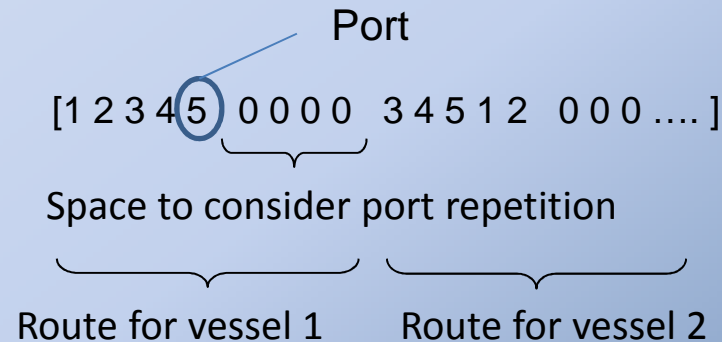 Port
[1 2 3 4 5 0 0 0 0 3 4 5 1 2 0 0 0 .... ]
Space to consider port repetition
Route for vessel 1 Route for vessel 2